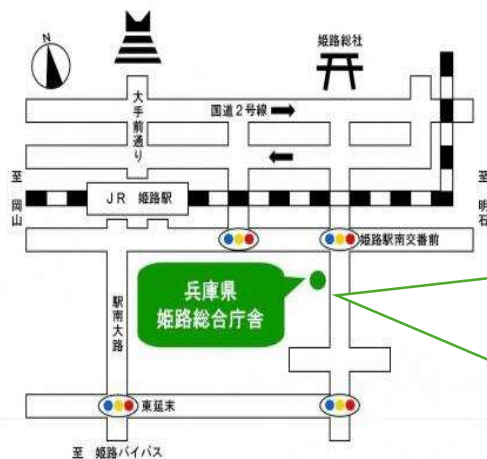 姫路総社
国道2号線
大手前通り
至 岡山
JR 姫路駅
至 明石
姫路駅南交番前
兵庫県
姫路総合庁舎
駅南大路
東延末
至 姫路バイパス